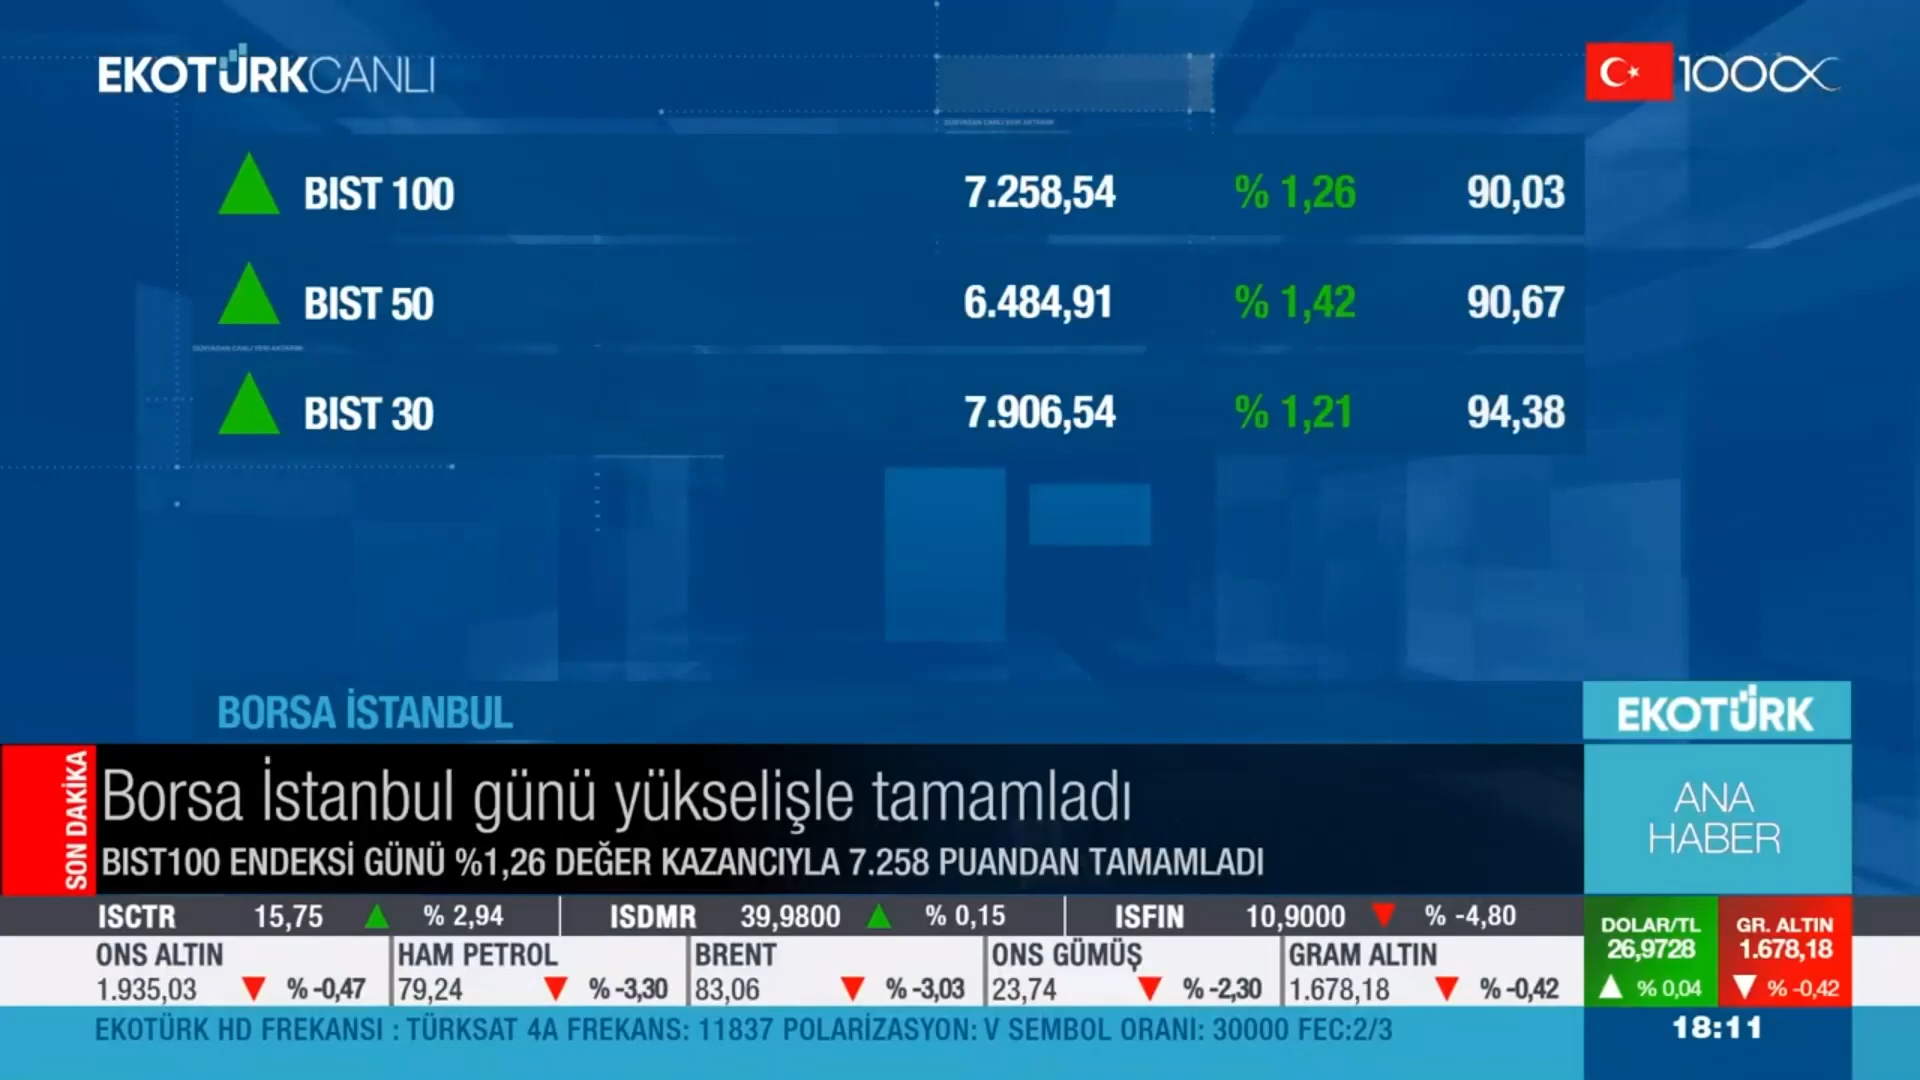 EKOTÜRK CANLI
1000
BIST 100 7.258,54 % 1,26 90,03
BIST 50 6.484,91 % 1,42 90,67
BIST 30 7.906,54 % 1,21 94,38
BORSA İSTANBUL
EKOTÜRK
SON DAKİKA
Borsa İstanbul günü yükselişle tamamladı
BIST100 ENDEKSİ GÜNÜ %1,26 DEĞER KAZANCIYLA 7.258 PUANDAN TAMAMLADI
ANA
HABER
ISCTR 15,75 % 2,94 ISDMR 39,9800 % 0,15 ISFIN 10,9000 % -4,80
ONS ALTIN HAM PETROL BRENT ONS GÜMÜŞ GRAM ALTIN
1.935,03 % -0,47 79,24 % -3,30 83,06 % -3,03 23,74 % -2,30 1.678,18 % -0,42
DOLAR/TL GR. ALTIN
26,9728 1.678,18
% 0,04 % -0,42
EKOTÜRK HD FREKANSI : TÜRKSAT 4A FREKANS: 11837 POLARİZASYON: V SEMBOL ORANI: 30000 FEC:2/3
18:11